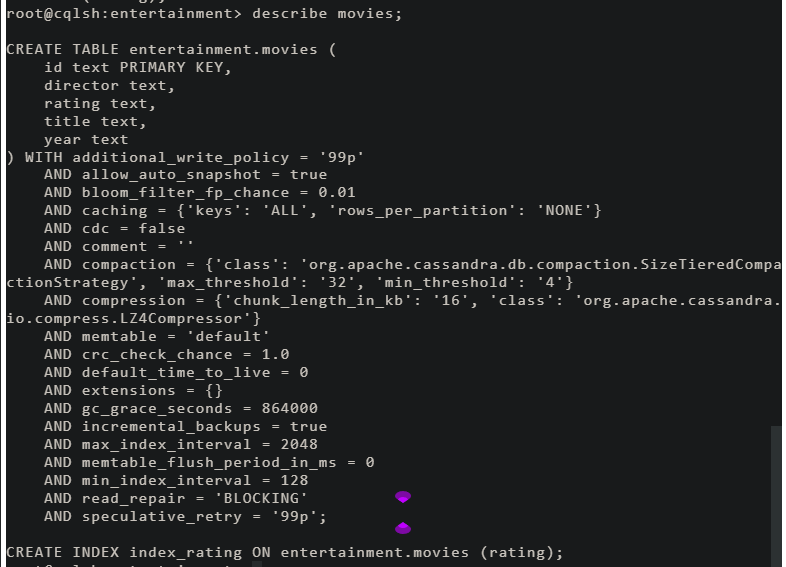 root@cqlsh:entertainment> describe movies;
CREATE TABLE entertainment.movies (
    id text PRIMARY KEY,
    director text,
    rating text,
    title text,
    year text
) WITH additional_write_policy = '99p'
    AND allow_auto_snapshot = true
    AND bloom_filter_fp_chance = 0.01
    AND caching = {'keys': 'ALL', 'rows_per_partition': 'NONE'}
    AND cdc = false
    AND comment = ''
    AND compaction = {'class': 'org.apache.cassandra.db.compaction.SizeTieredCompa
ctionStrategy', 'max_threshold': '32', 'min_threshold': '4'}
    AND compression = {'chunk_length_in_kb': '16', 'class': 'org.apache.cassandra.
io.compress.LZ4Compressor'}
    AND memtable = 'default'
    AND crc_check_chance = 1.0
    AND default_time_to_live = 0
    AND extensions = {}
    AND gc_grace_seconds = 864000
    AND incremental_backups = true
    AND max_index_interval = 2048
    AND memtable_flush_period_in_ms = 0
    AND min_index_interval = 128
    AND read_repair = 'BLOCKING'
    AND speculative_retry = '99p';
CREATE INDEX index_rating ON entertainment.movies (rating);